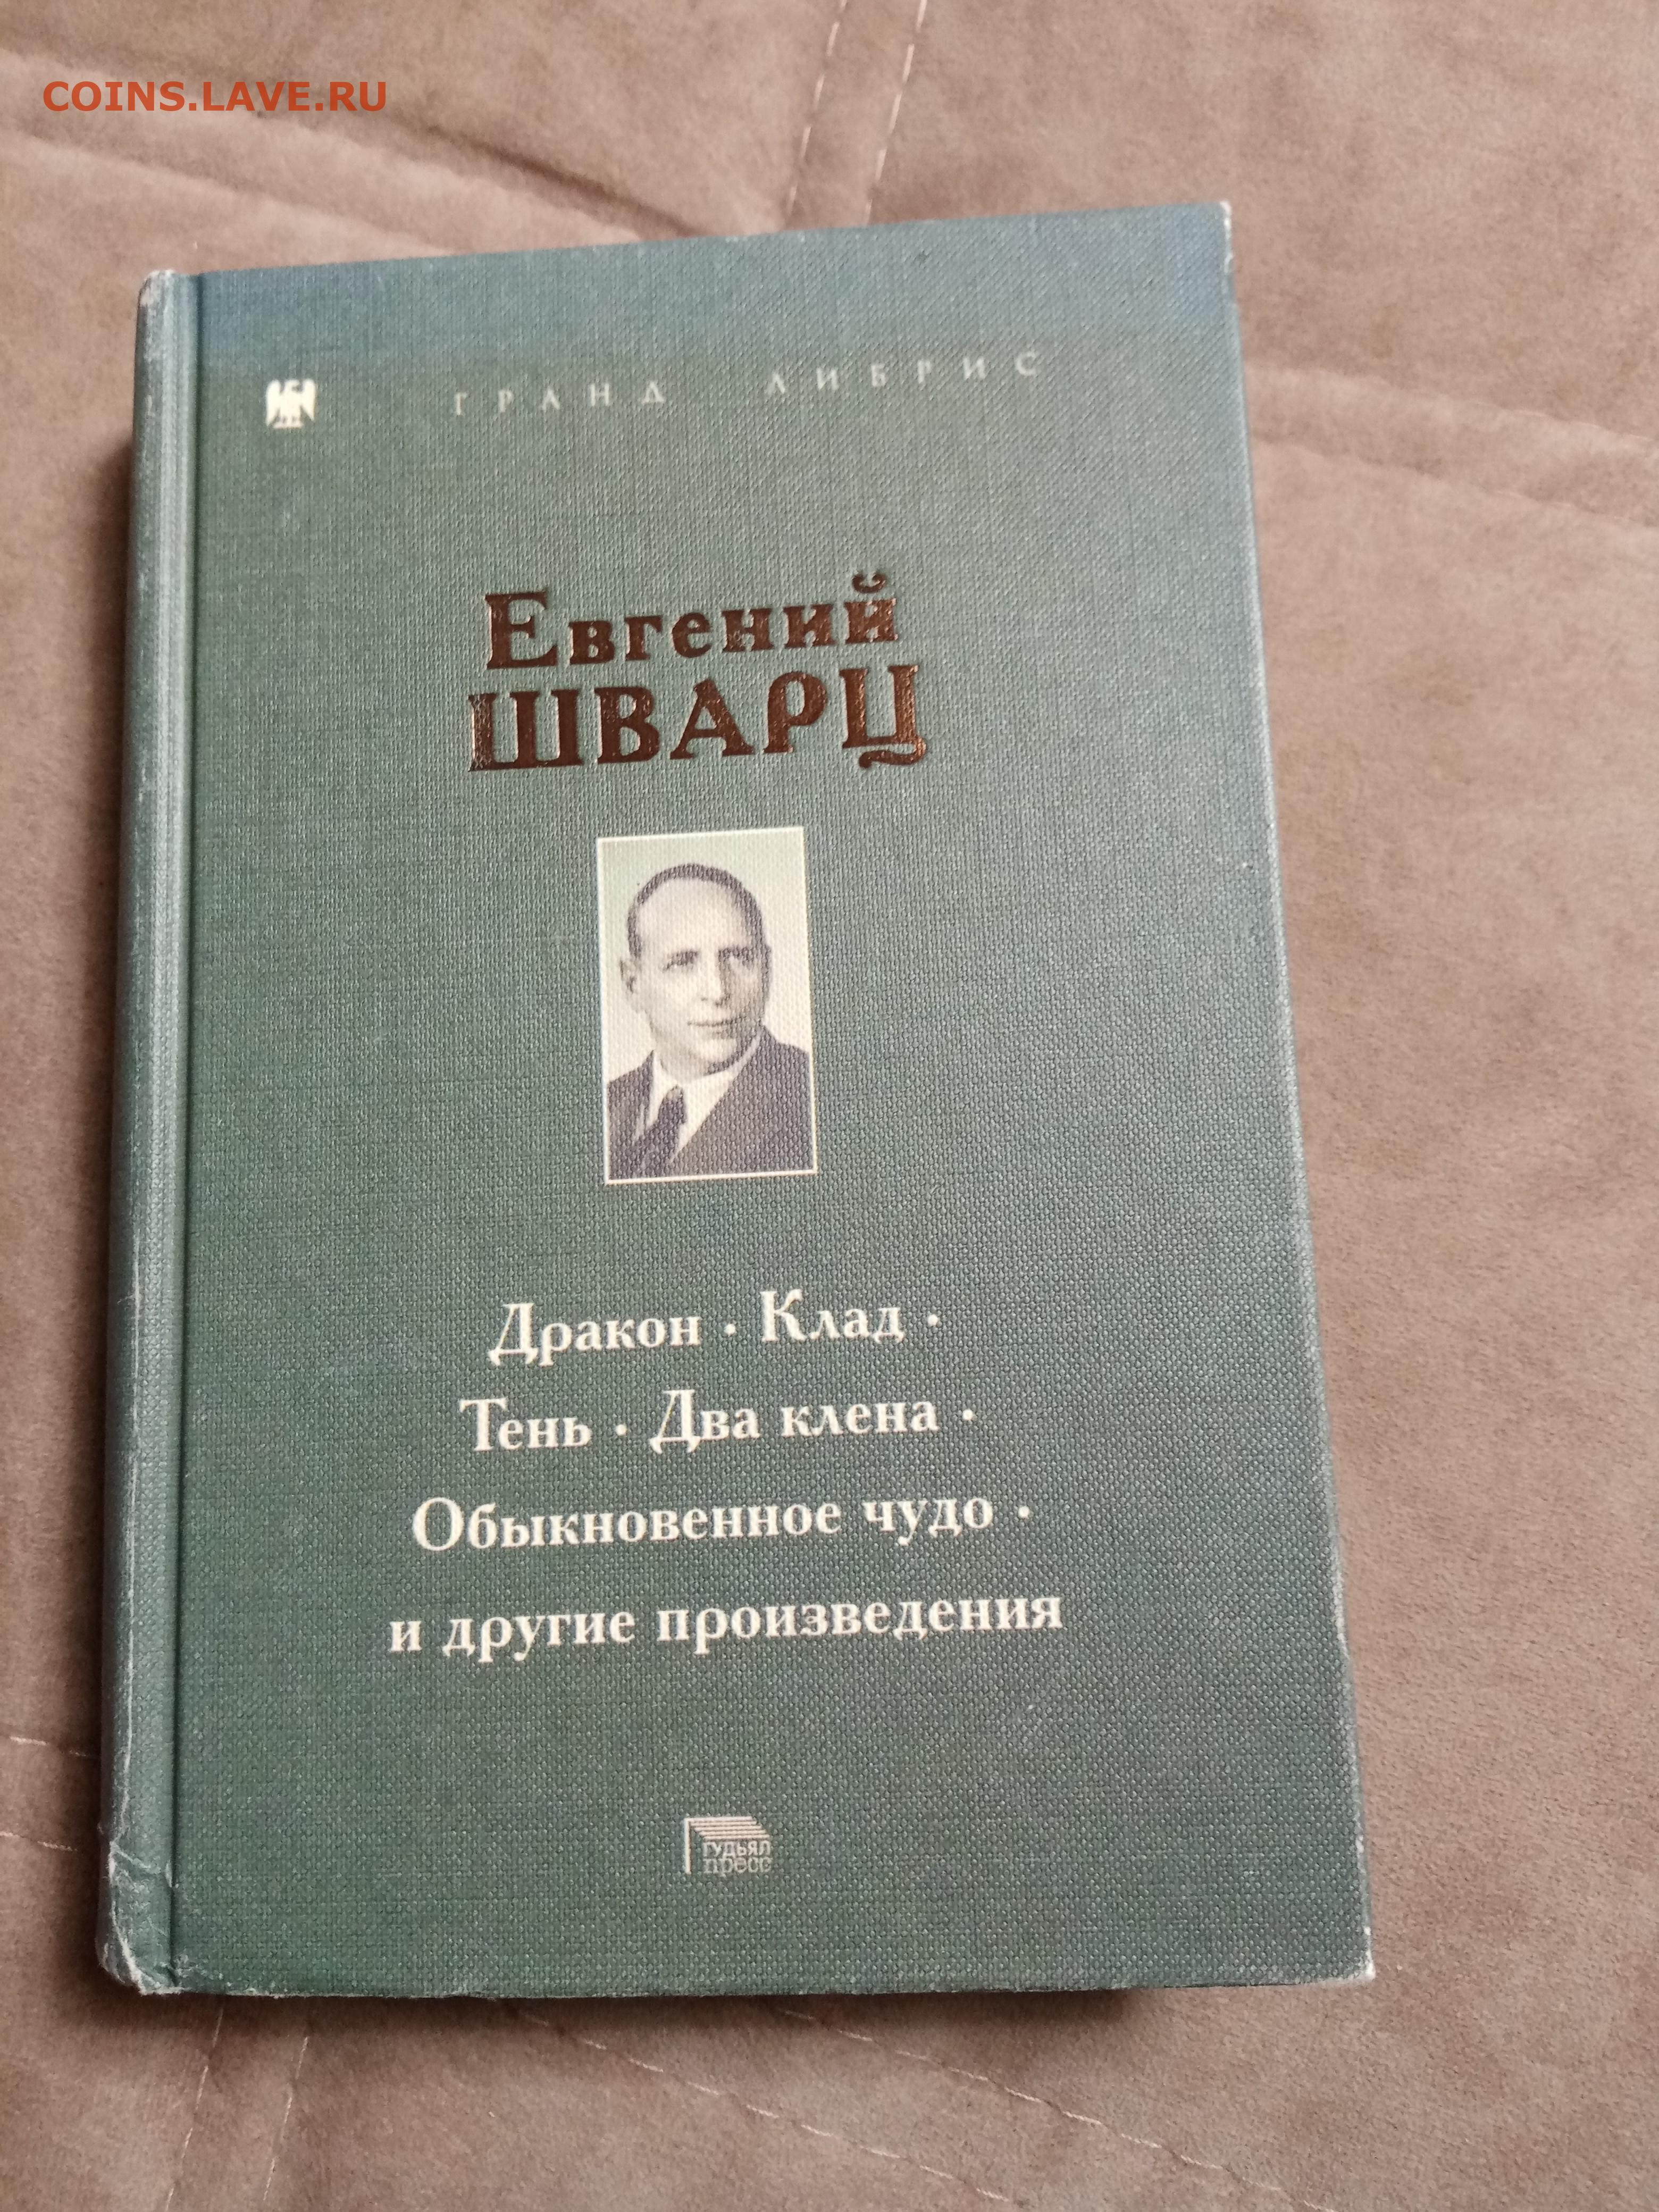 COINS.LAVE.RU
ГРАНД ЛИБРИС
Евгений
ШВАРЦ
Дракон · Клад ·
Тень · Два клена ·
Обыкновенное чудо ·
и другие произведения
ГУДЬЯЛ
пресс